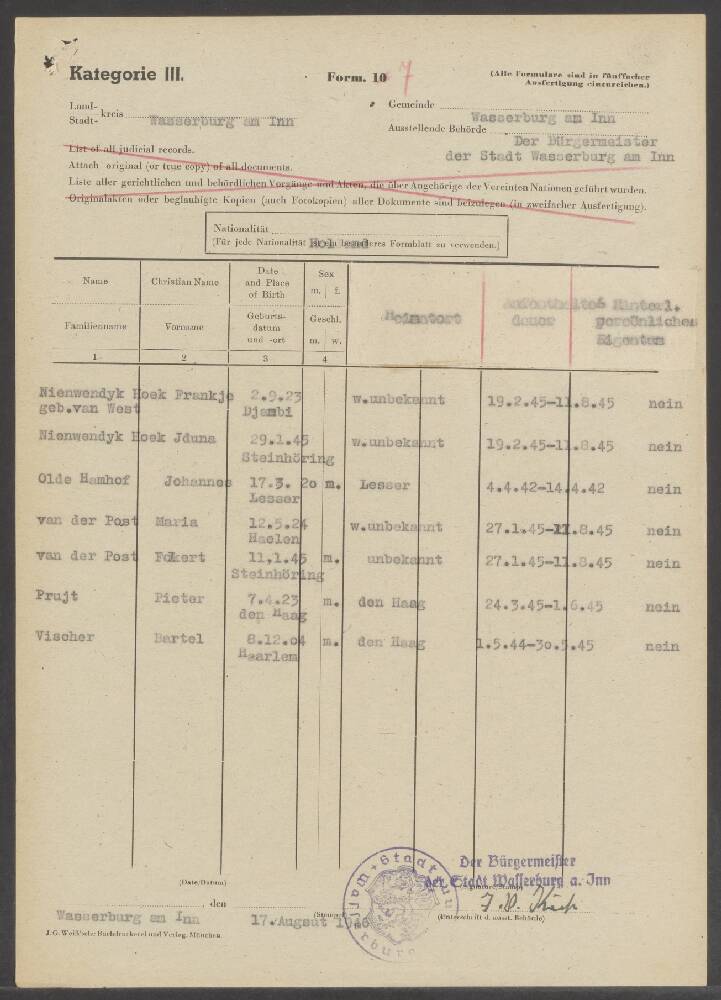 Kategorie III.
Form. 10 7
(Alle Formulare sind in fünffacher
Ausfertigung einzureichen.)
Land-
Stadt- kreis Wasserburg am Inn
Gemeinde Wasserburg am Inn
Ausstellende Behörde Der Bürgermeister
der Stadt Wasserburg am Inn
List of all judicial records.
Attach original (or true copy) of all documents.
Liste aller gerichtlichen und behördlichen Vorgänge und Akten, die über Angehörige der Vereinten Nationen geführt wurden.
Originalakten oder beglaubigte Kopien (auch Fotokopien) aller Dokumente sind beizulegen (in zweifacher Ausfertigung).
Nationalität Holland
(Für jede Nationalität ist ein besonderes Formblatt zu verwenden.)
Name Christian Name Date and Place of Birth Sex m. f.
Familienname Vorname Geburts-datum und -ort Geschl. m. w. Heimatort Aufenthalts dauer Hinterl. persönliches Eigentum
1 2 3 4
Nienwendyk Hoek Frankje 2.9.23 w. unbekannt 19.2.45-11.8.45 nein
geb.van West Djambi
Nienwendyk Hoek Jduna 29.1.45 w. unbekannt 19.2.45-11.8.45 nein
Steinhöring
Olde Hamhof Johannes 17.3. 2o m. Lesser 4.4.42-14.4.42 nein
Lesser
van der Post Maria 12.5.24 w. unbekannt 27.1.45-11.8.45 nein
Haelen
van der Post Fokkert 11.1.45 m. unbekannt 27.1.45-11.8.45 nein
Steinhöring
Prujt Pieter 7.4.23 m. den Haag 24.3.45-1.6.45 nein
den Haag
Vischer Bartel 8.12.o4 m. den Haag 1.5.44-3o.5.45 nein
Haarlem
Der Bürgermeister
der Stadt Wasserburg a. Inn
(Date/Datum)
, den
Wasserburg am Inn 17.Augsut 1946
J. G. Weiß'sche Buchdruckerei und Verlag, München.